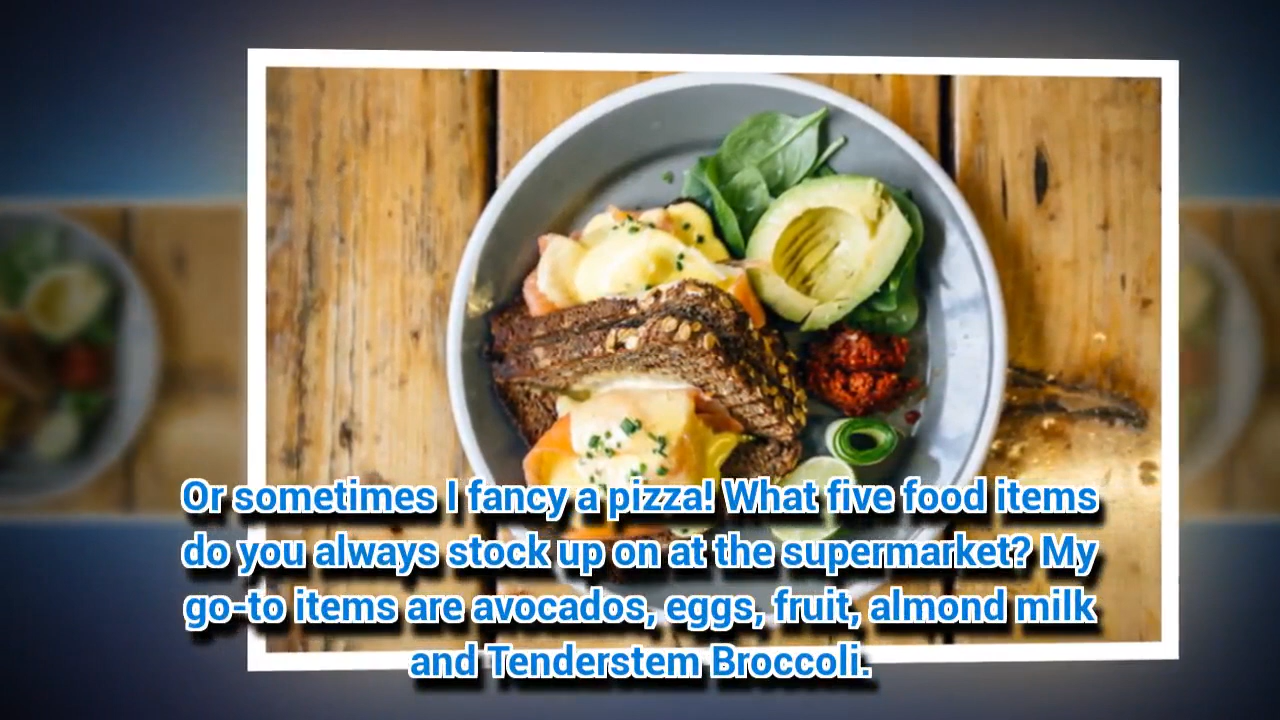 Or sometimes I fancy a pizza! What five food items
do you always stock up on at the supermarket? My
go-to items are avocados, eggs, fruit, almond milk
and Tenderstem Broccoli.